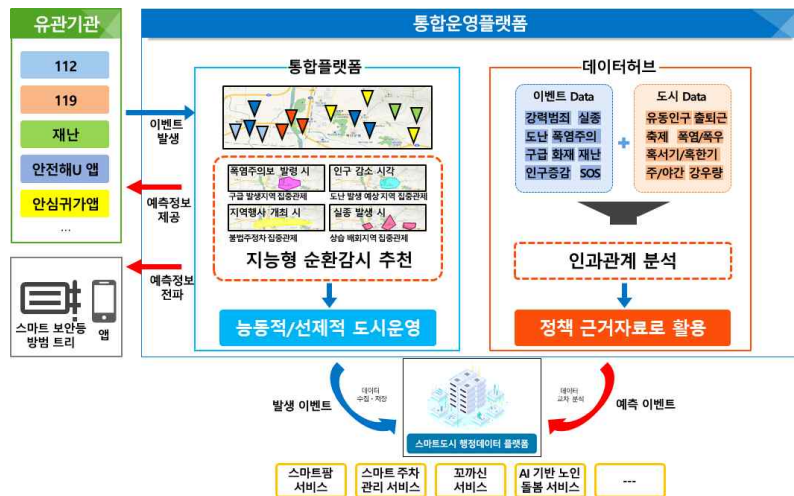 유관기관
112
119
재난
안전해U 앱
안심귀가앱
...
스마트 보안등
방범 트리
앱
이벤트
발생
예측정보
제공
예측정보
전파
통합운영플랫폼
통합플랫폼
폭염주의보 발령 시
구급 발생지역 집중관제
인구 감소 시각
도난 발생 예상 지역 집중관제
지역행사 개최 시
불법주정차 집중관제
실종 발생 시
상습 배회지역 집중관제
지능형 순환감시 추천
능동적/선제적 도시운영
데이터허브
이벤트 Data
강력범죄 실종
도난 폭염주의
구급 화재 재난
인구증감 SOS
+
도시 Data
유동인구 출퇴근
축제 폭염/폭우
혹서기/혹한기
주/야간 강우량
인과관계 분석
정책 근거자료로 활용
발생 이벤트
데이터
수집·저장
데이터
교차 분석
예측 이벤트
스마트도시 행정데이터 플랫폼
스마트팜
서비스
스마트 주차
관리 서비스
꼬까신
서비스
AI 기반 노인
돌봄 서비스
---